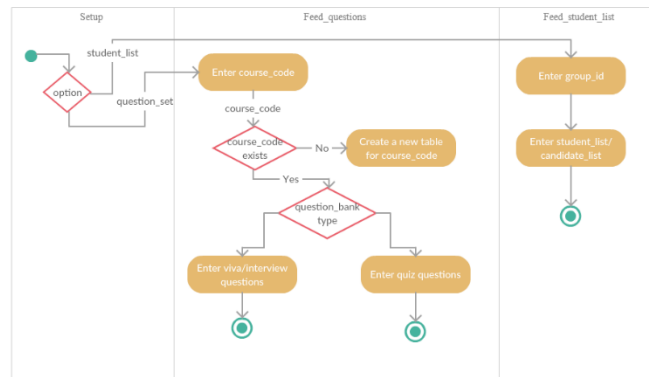 Setup
Feed_questions
Feed_student_list
student_list
option
question_set
Enter course_code
Enter group_id
course_code
course_code
exists
No
Create a new table
for course_code
Enter student_list/
candidate_list
Yes
question_bank
type
Enter viva/interview
questions
Enter quiz questions